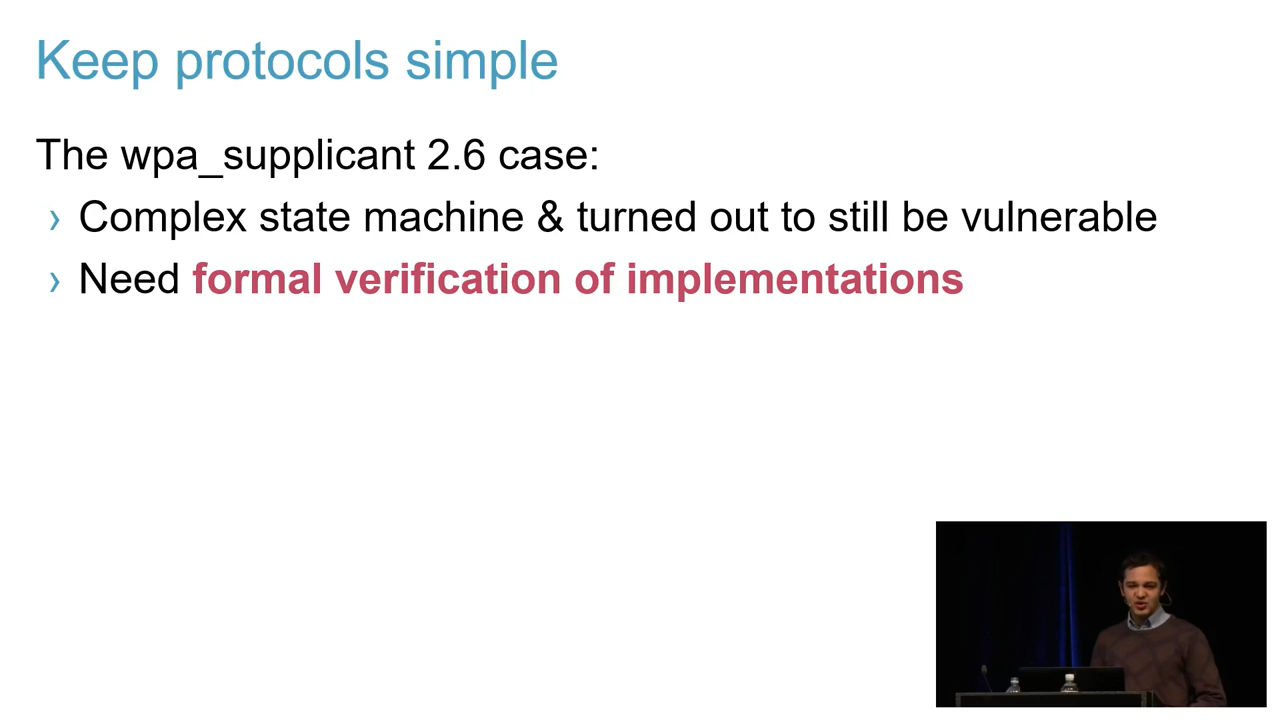 Keep protocols simple
The wpa_supplicant 2.6 case:
› Complex state machine & turned out to still be vulnerable
› Need formal verification of implementations